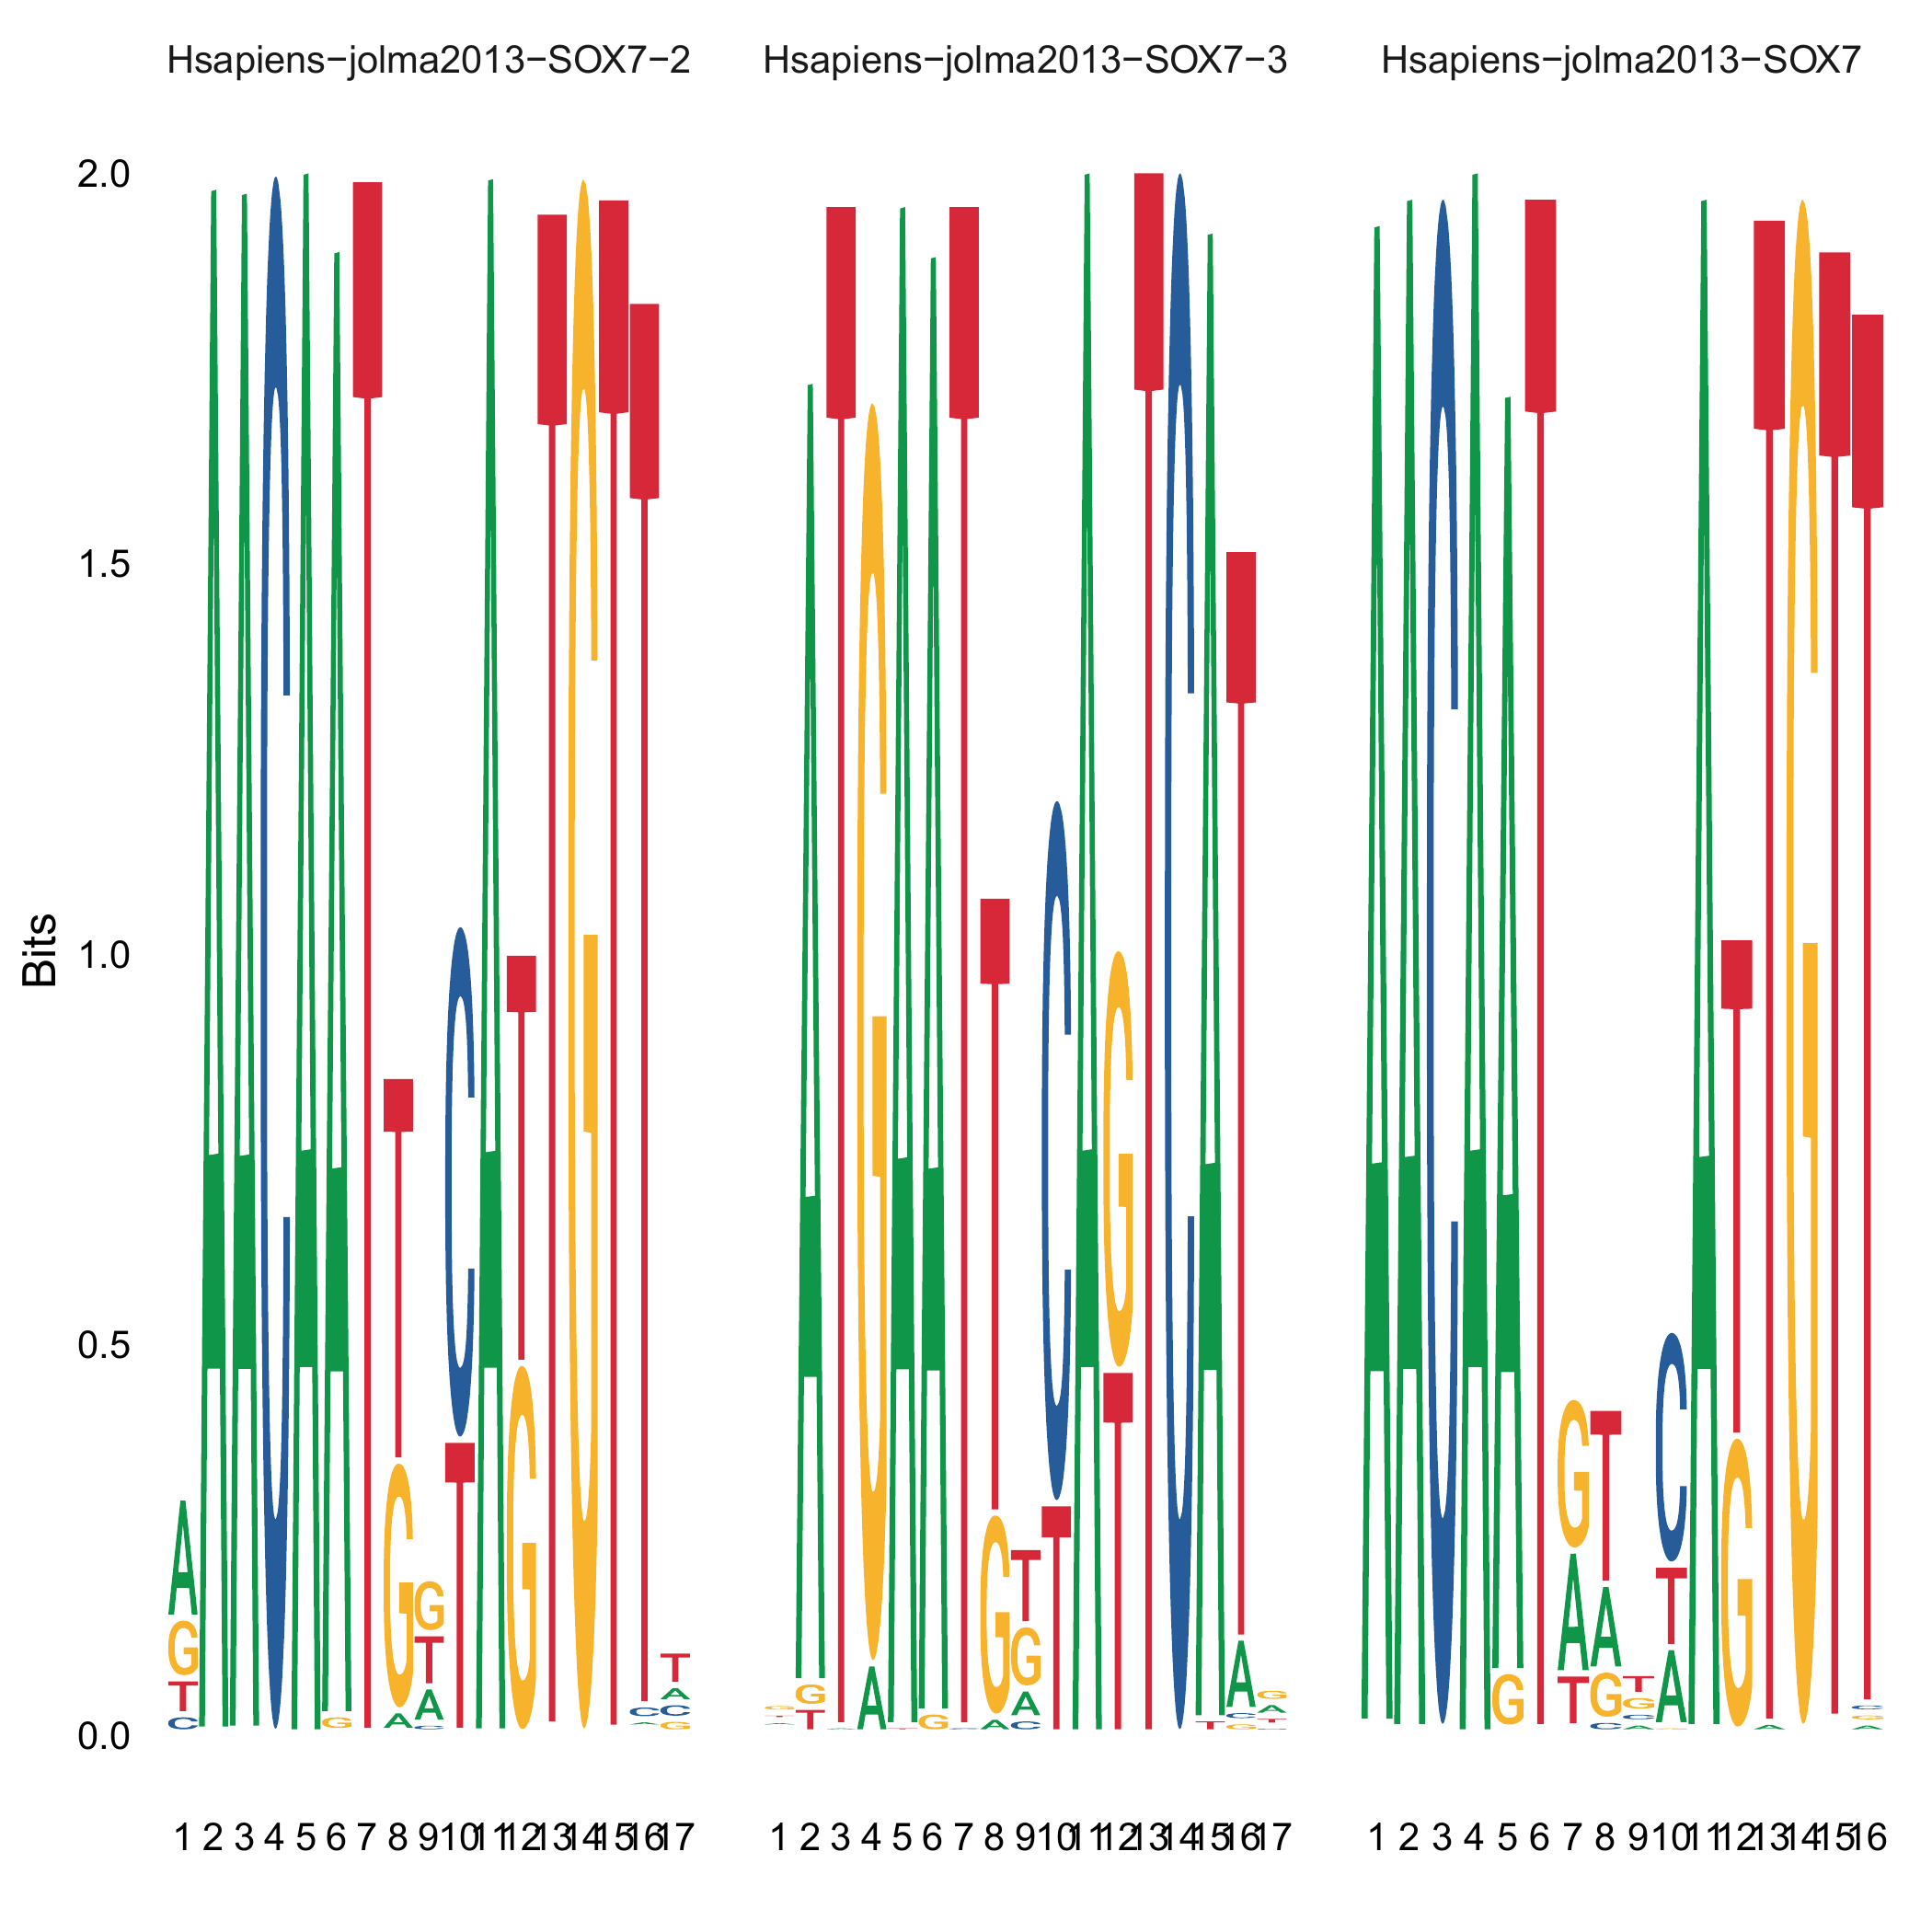 Hsapiens−jolma2013−SOX7−2 Hsapiens−jolma2013−SOX7−3 Hsapiens−jolma2013−SOX7
2.0
1.5
1.0
0.5
0.0
Bits
1 2 3 4 5 6 7 8 9 10 11 12 13 14 15 16 17 1 2 3 4 5 6 7 8 9 10 11 12 13 14 15 16 17 1 2 3 4 5 6 7 8 9 10 11 12 13 14 15 16